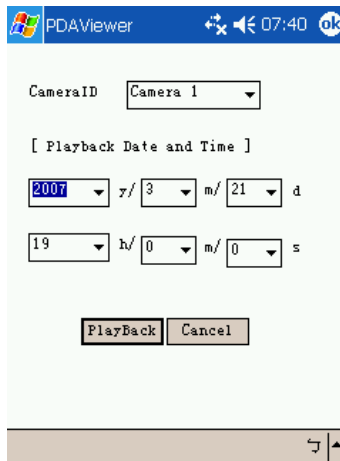 PDAViewer 07:40 ok
CameraID Camera 1
[ Playback Date and Time ]
2007 y/ 3 m/ 21 d
19 h/ 0 m/ 0 s
PlayBack Cancel